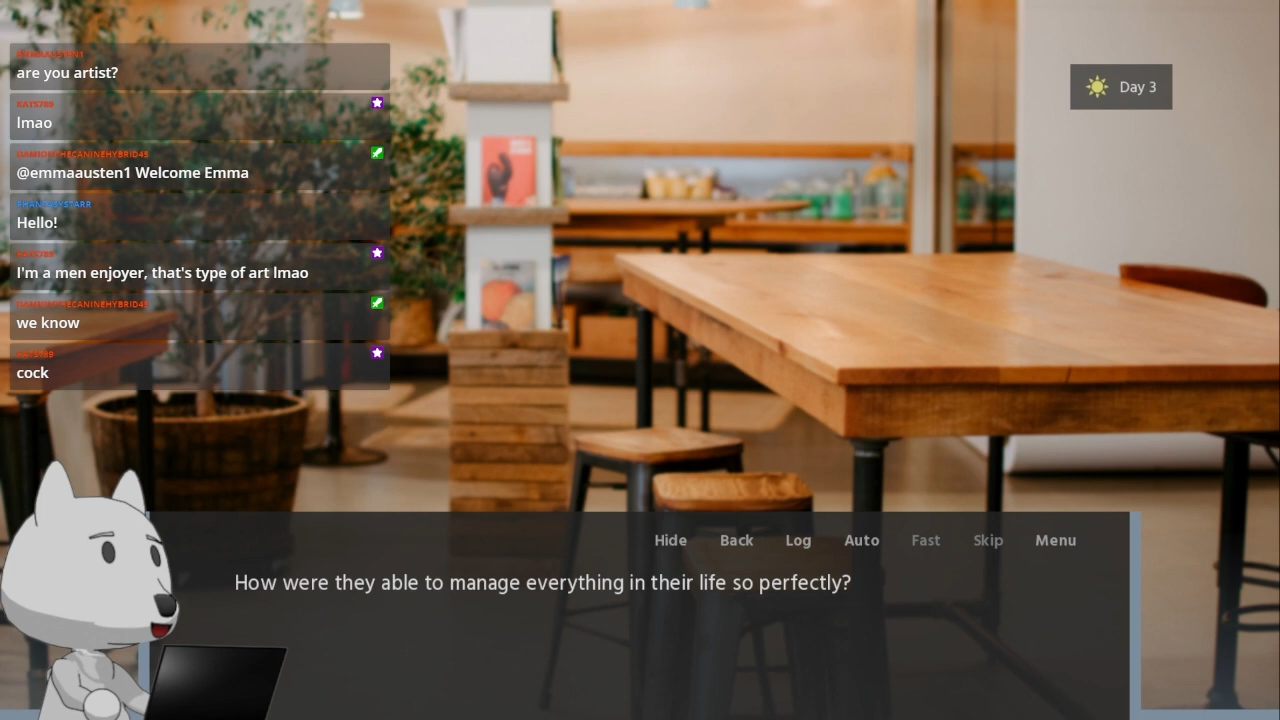 are you artist?
KAIS789
lmao
@emmaausten1 Welcome Emma
Hello!
I'm a men enjoyer, that's type of art lmao
we know
KAIS789
cock
Day 3
Hide Back Log Auto Fast Skip Menu
How were they able to manage everything in their life so perfectly?